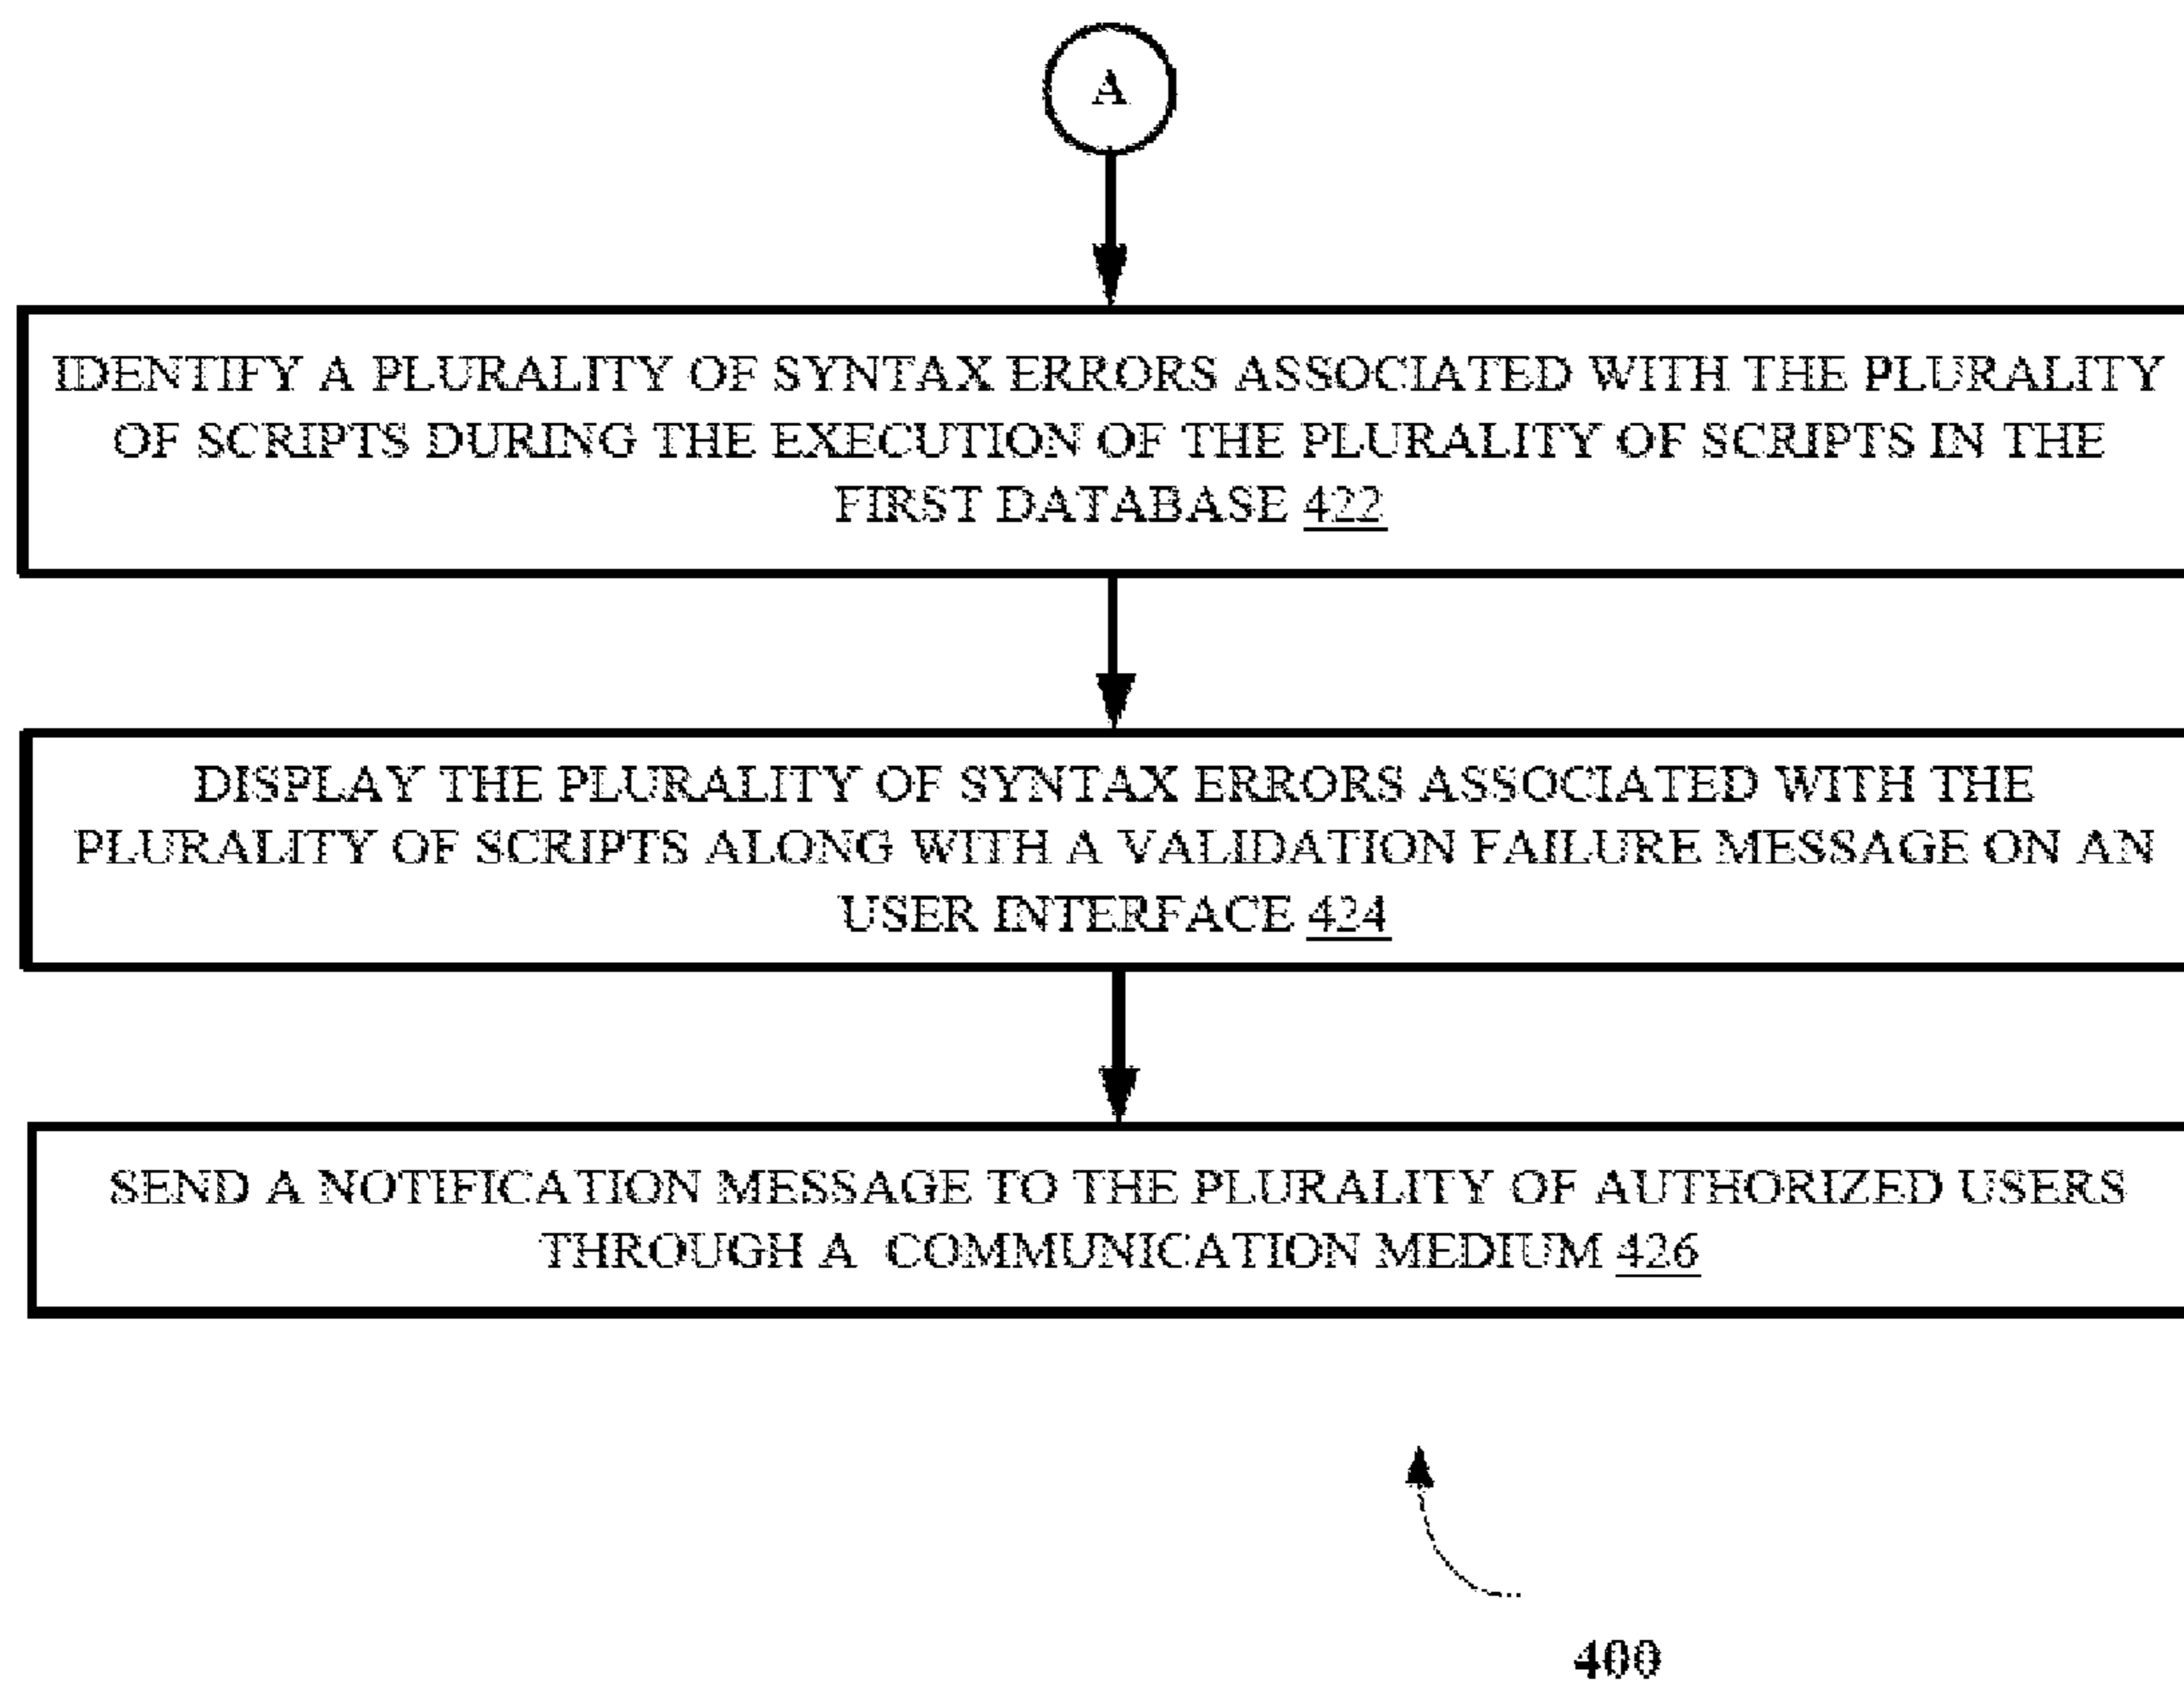 A
IDENTIFY A PLURALITY OF SYNTAX ERRORS ASSOCIATED WITH THE PLURALITY
OF SCRIPTS DURING THE EXECUTION OF THE PLURALITY OF SCRIPTS IN THE
FIRST DATABASE 422
DISPLAY THE PLURALITY OF SYNTAX ERRORS ASSOCIATED WITH THE
PLURALITY OF SCRIPTS ALONG WITH A VALIDATION FAILURE MESSAGE ON AN
USER INTERFACE 424
SEND A NOTIFICATION MESSAGE TO THE PLURALITY OF AUTHORIZED USERS
THROUGH A COMMUNICATION MEDIUM 426
400